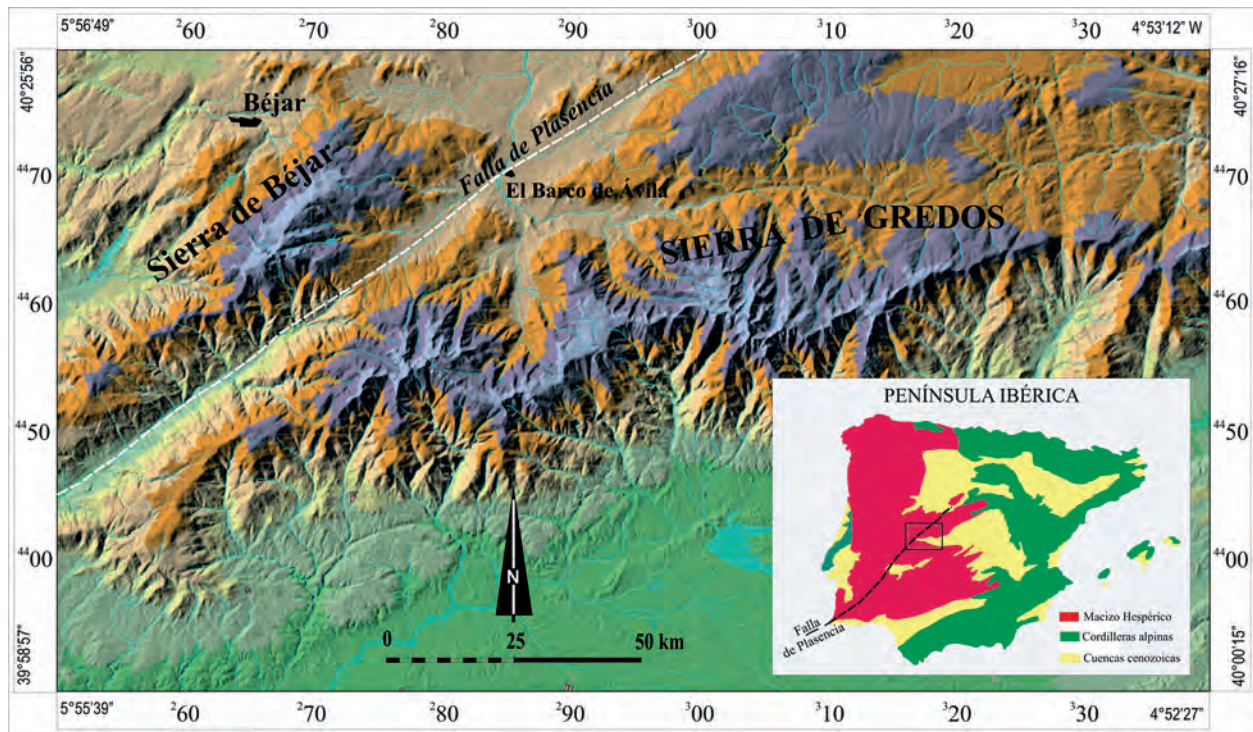 5°56'49" ²60 ²70 ²80 ²90 ³00 ³10 ³20 ³30 4°53'12" W
40°25'56"
40°27'16"
Béjar
Falla de Plasencia
⁴⁴70
⁴⁴70
El Barco de Ávila
Sierra de Béjar
SIERRA DE GREDOS
⁴⁴60
⁴⁴60
PENÍNSULA IBÉRICA
⁴⁴50
⁴⁴50
⁴⁴00
⁴⁴00
N
0 25 50 km
Falla
de Plasencia
Macizo Hespérico
Cordilleras alpinas
Cuencas cenozoicas
39°58'57"
40°00'15"
5°55'39" ²60 ²70 ²80 ²90 ³00 ³10 ³20 ³30 4°52'27"